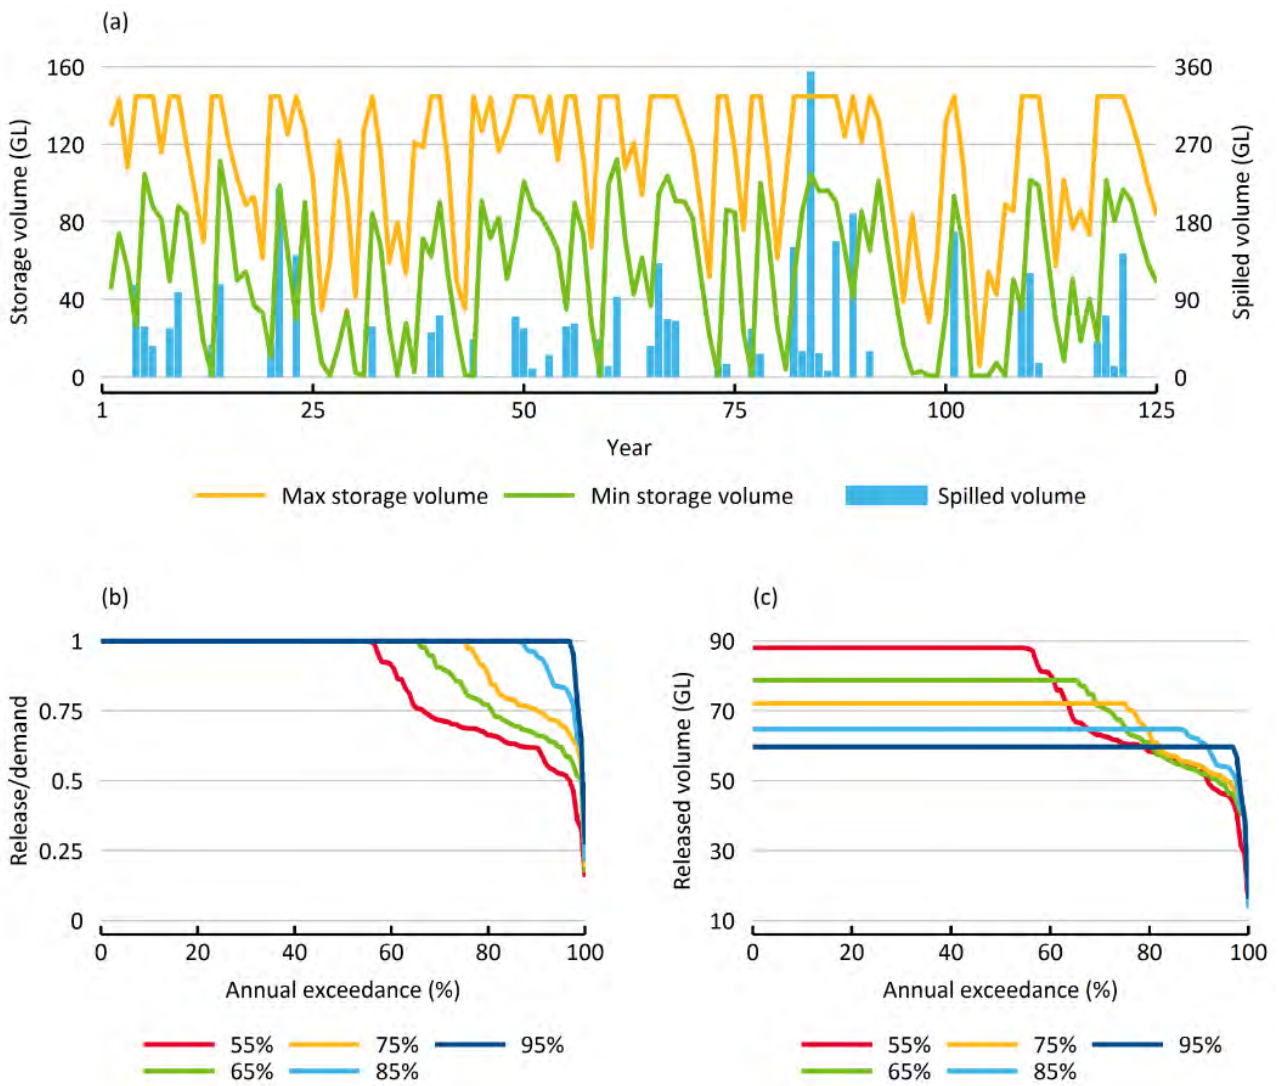 (a)
160 360
120 270
80 180
40 90
0 0
Storage volume (GL)
Spilled volume (GL)
1 25 50 75 100 125
Year
Max storage volume Min storage volume Spilled volume
(b)
1
0.75
0.5
0.25
0
Release/demand
0 20 40 60 80 100
Annual exceedance (%)
55% 75% 95%
65% 85%
(c)
90
70
50
30
10
Released volume (GL)
0 20 40 60 80 100
Annual exceedance (%)
55% 75% 95%
65% 85%